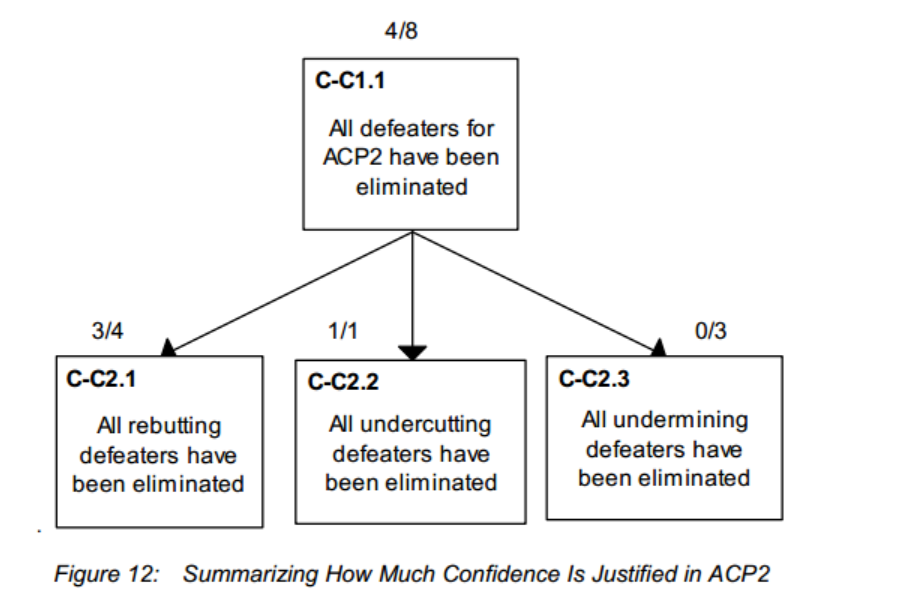 4/8
C-C1.1
All defeaters for
ACP2 have been
eliminated
3/4
1/1
0/3
C-C2.1
All rebutting
defeaters have
been eliminated
C-C2.2
All undercutting
defeaters have
been eliminated
C-C2.3
All undermining
defeaters have
been eliminated
.
Figure 12: Summarizing How Much Confidence Is Justified in ACP2